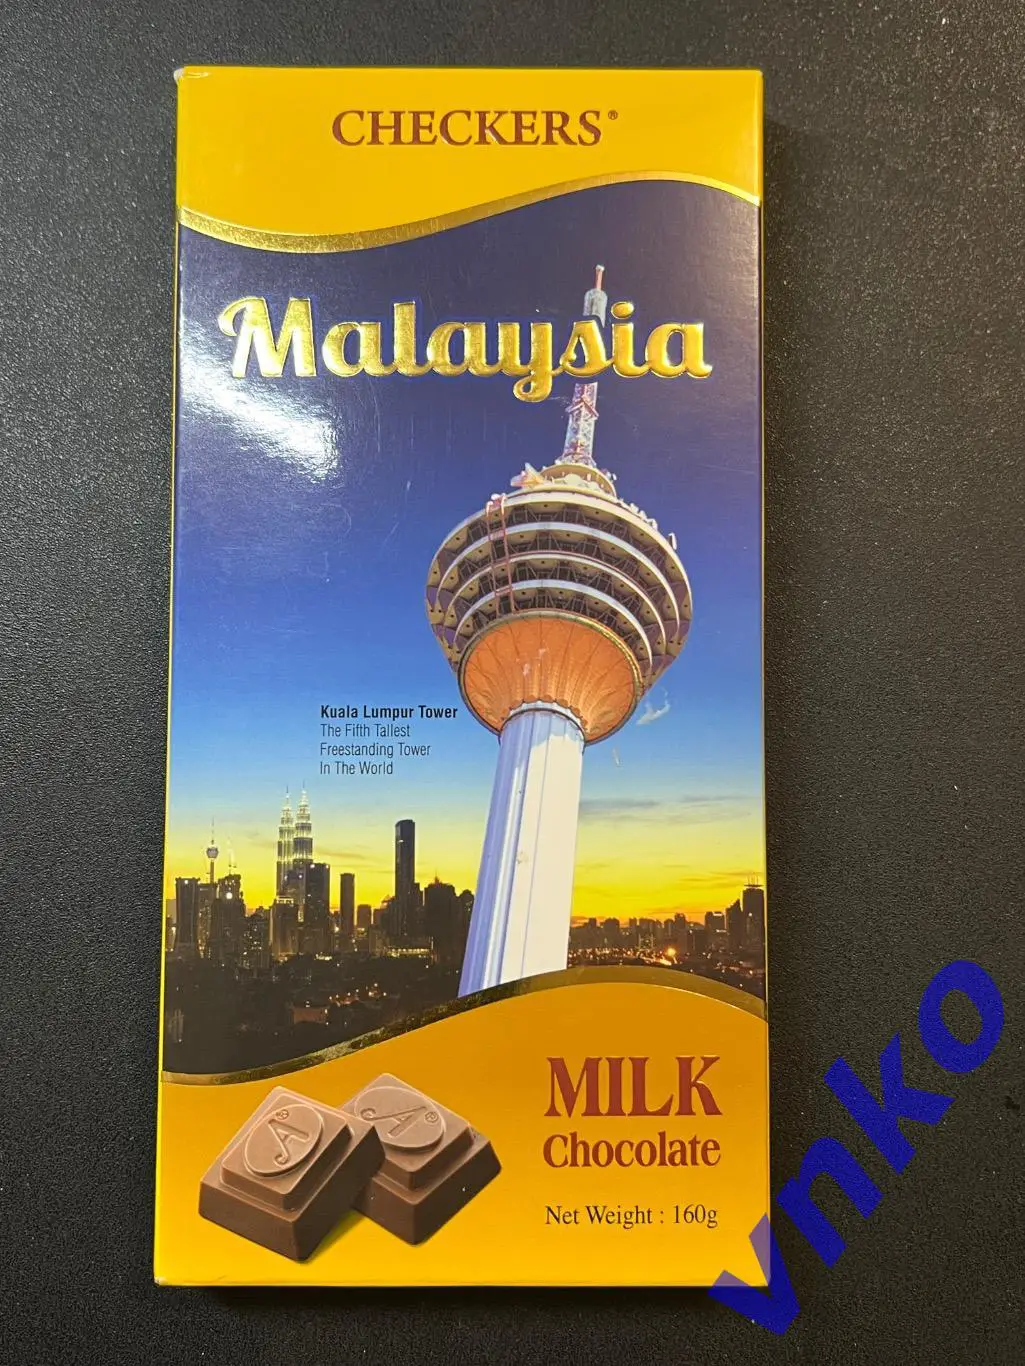 CHECKERS®
Malaysia
Kuala Lumpur Tower
The Fifth Tallest
Freestanding Tower
In The World
A®
A®
MILK
Chocolate
Net Weight : 160g
vnko